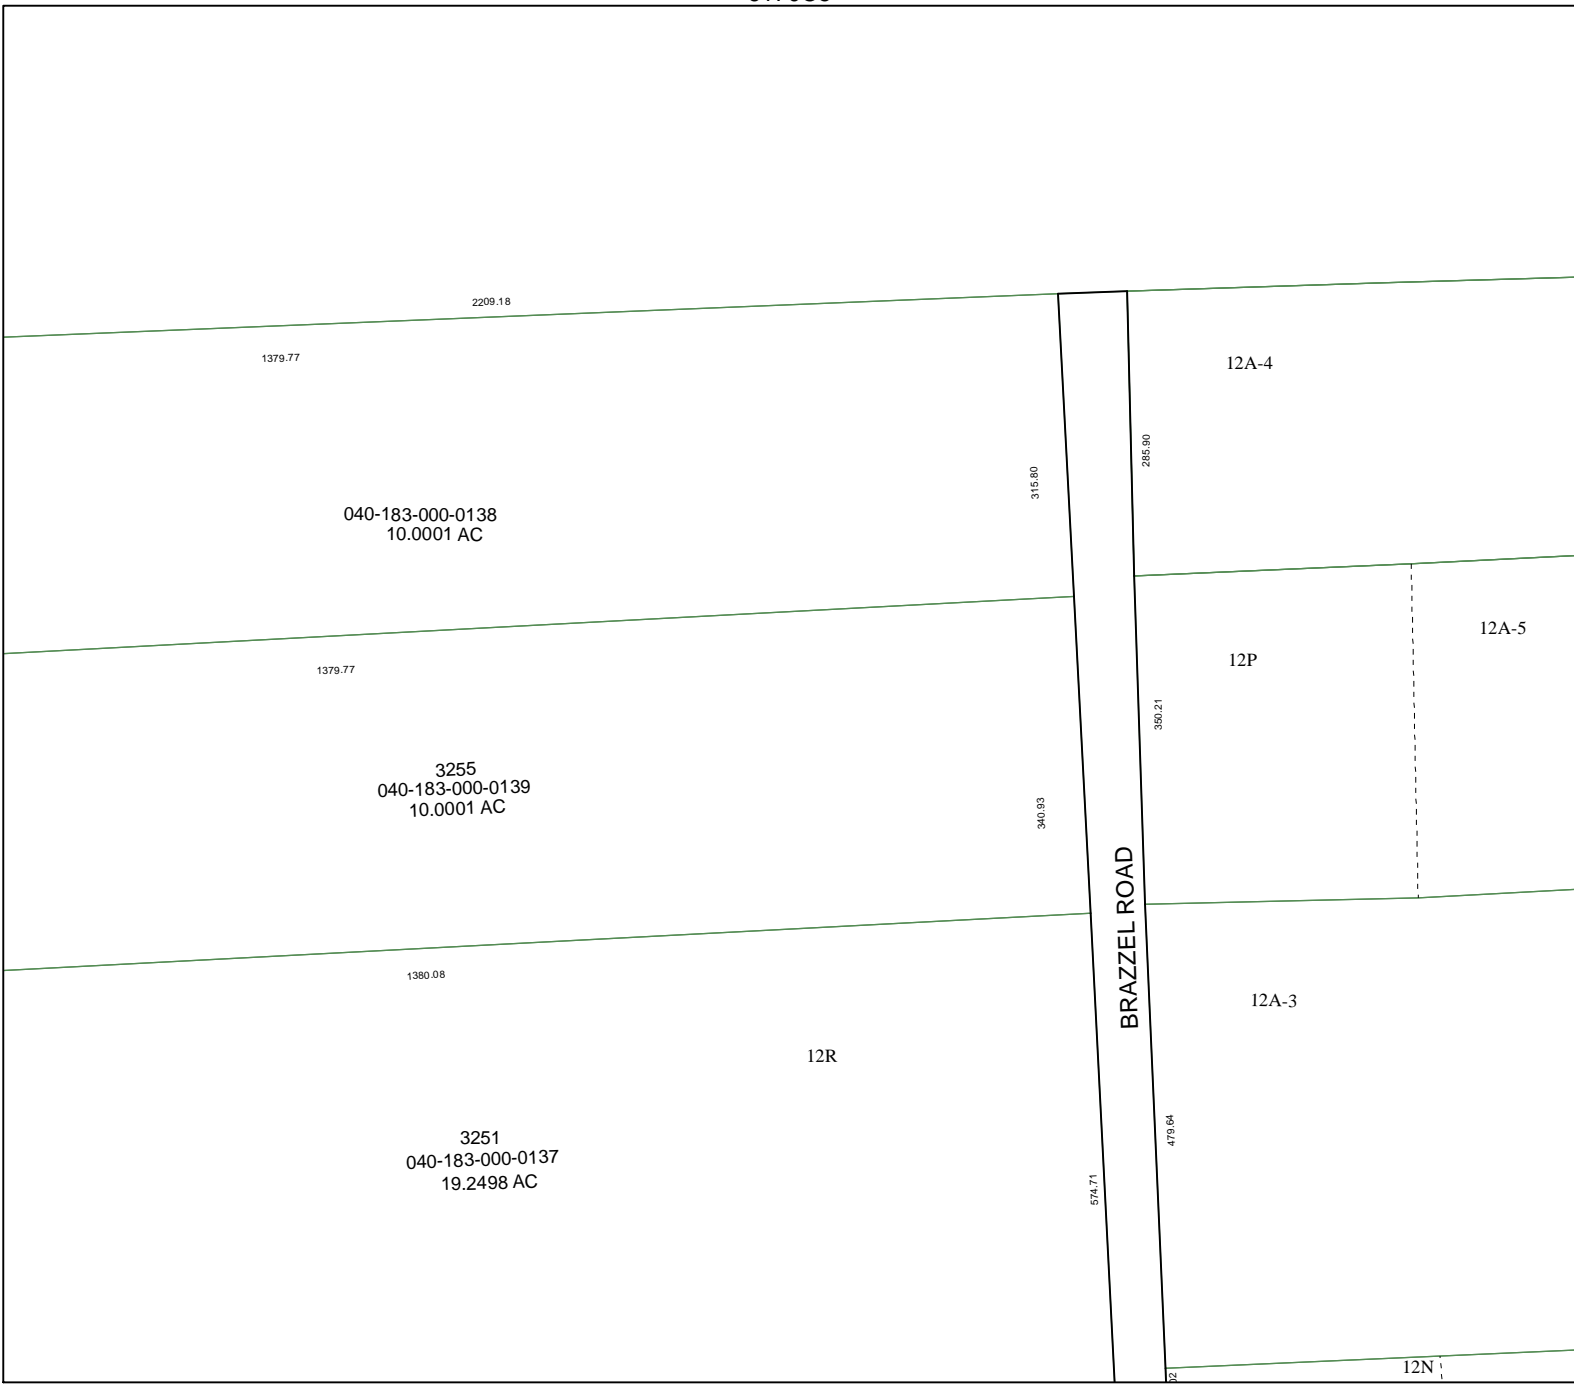 2209.18
1379.77
12A-4
285.90
315.80
040-183-000-0138
10.0001 AC
12A-5
12P
1379.77
350.21
3255
040-183-000-0139
10.0001 AC
340.93
BRAZZEL ROAD
1380.08
12A-3
12R
3251
040-183-000-0137
19.2498 AC
479.64
574.71
12N